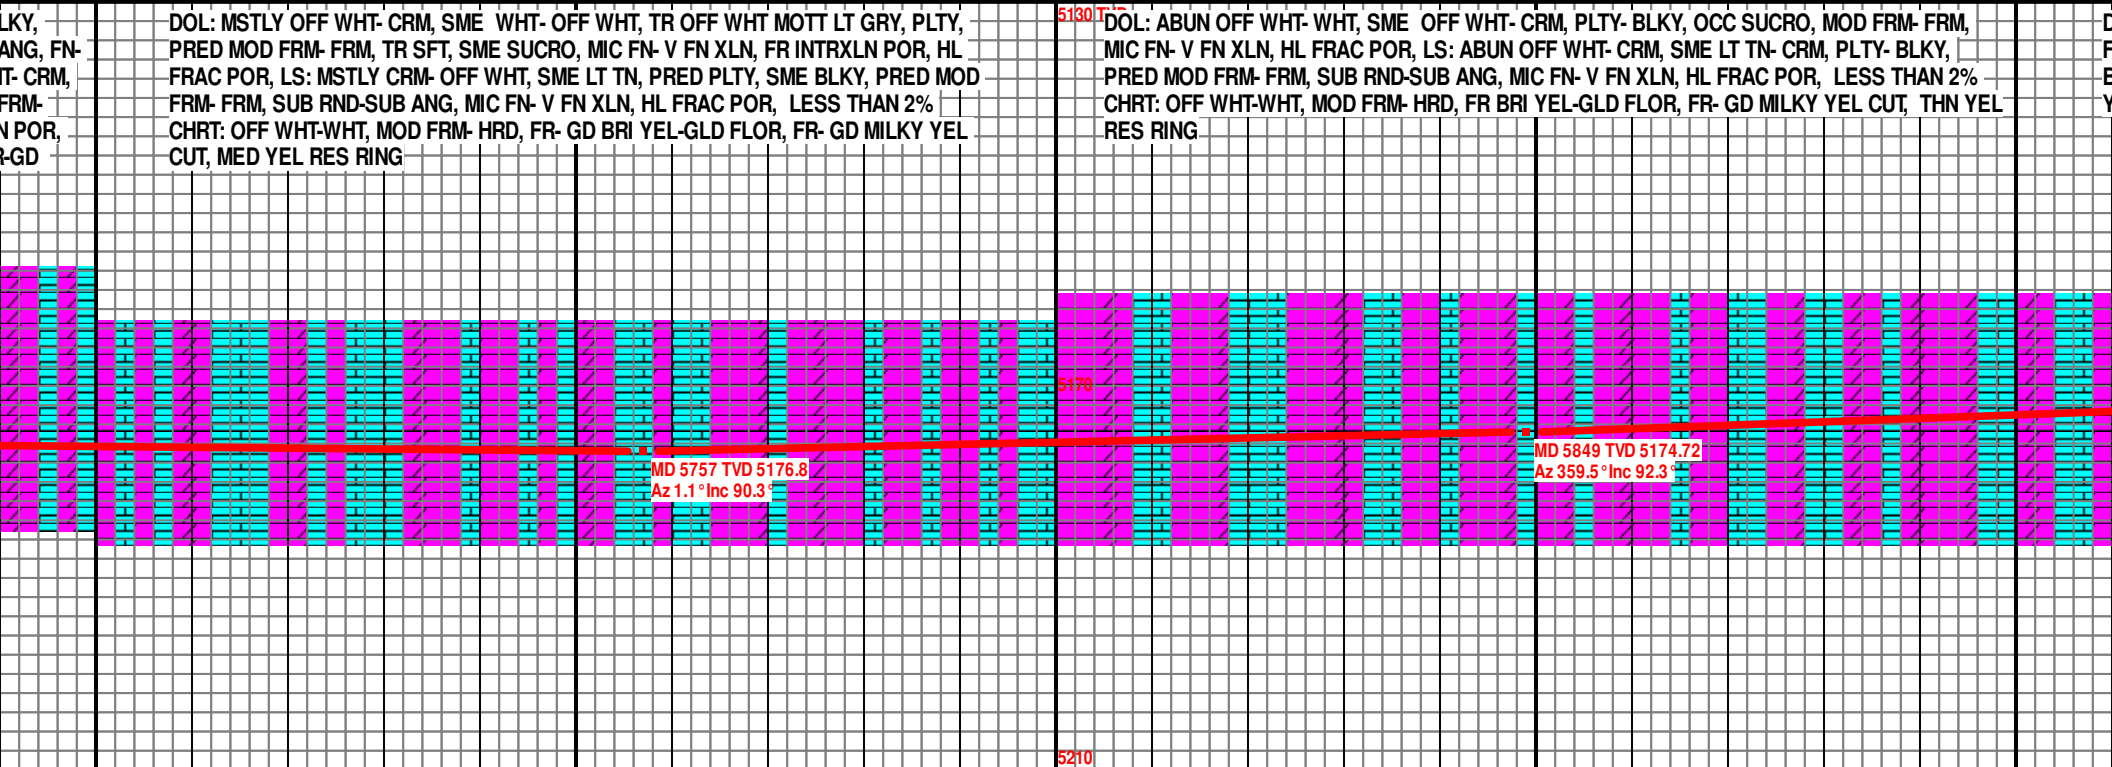 LKY,
ANG, FN-
T- CRM,
FRM-
N POR,
R-GD
DOL: MSTLY OFF WHT- CRM, SME WHT- OFF WHT, TR OFF WHT MOTT LT GRY, PLTY,
PRED MOD FRM- FRM, TR SFT, SME SUCRO, MIC FN- V FN XLN, FR INTRXLN POR, HL
FRAC POR, LS: MSTLY CRM- OFF WHT, SME LT TN, PRED PLTY, SME BLKY, PRED MOD
FRM- FRM, SUB RND-SUB ANG, MIC FN- V FN XLN, HL FRAC POR, LESS THAN 2%
CHRT: OFF WHT-WHT, MOD FRM- HRD, FR- GD BRI YEL-GLD FLOR, FR- GD MILKY YEL
CUT, MED YEL RES RING
5130 TVD
DOL: ABUN OFF WHT- WHT, SME OFF WHT- CRM, PLTY- BLKY, OCC SUCRO, MOD FRM- FRM,
MIC FN- V FN XLN, HL FRAC POR, LS: ABUN OFF WHT- CRM, SME LT TN- CRM, PLTY- BLKY,
PRED MOD FRM- FRM, SUB RND-SUB ANG, MIC FN- V FN XLN, HL FRAC POR, LESS THAN 2%
CHRT: OFF WHT-WHT, MOD FRM- HRD, FR BRI YEL-GLD FLOR, FR- GD MILKY YEL CUT, THN YEL
RES RING
5170
MD 5757 TVD 5176.8
Az 1.1° Inc 90.3°
MD 5849 TVD 5174.72
Az 359.5° Inc 92.3°
5210